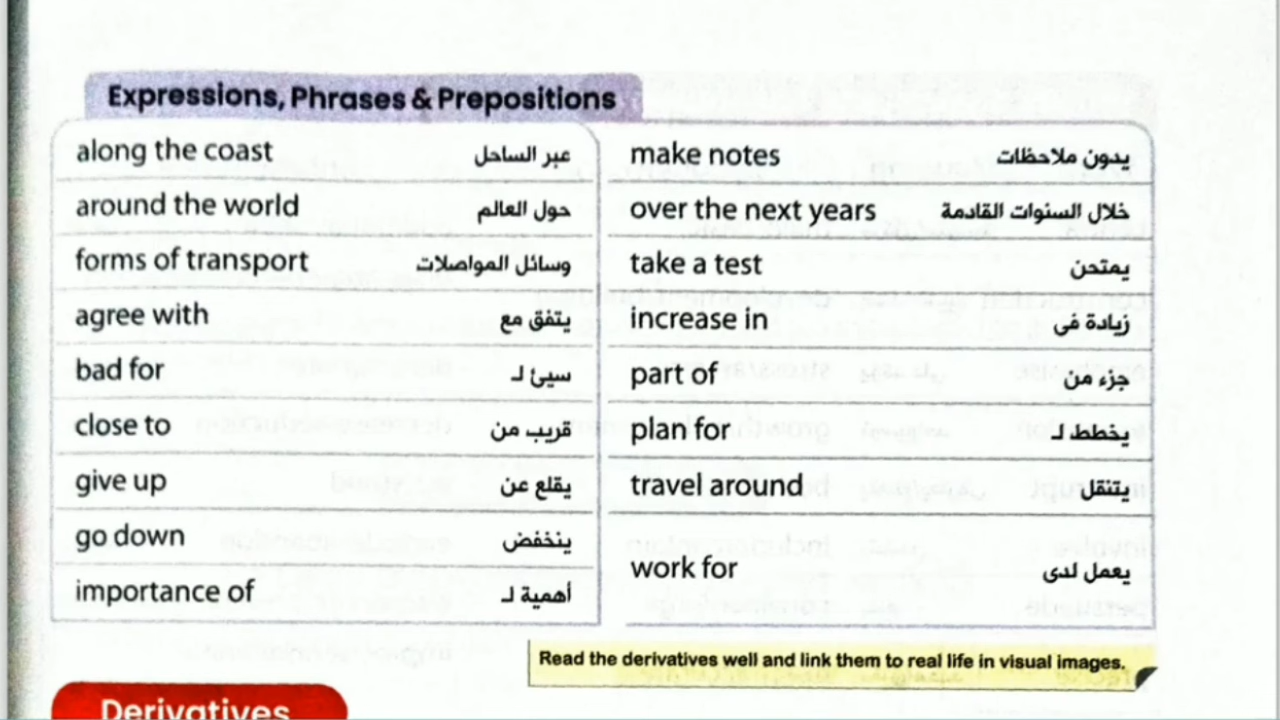 Expressions, Phrases & Prepositions
along the coast عبر الساحل
around the world حول العالم
forms of transport وسائل المواصلات
agree with يتفق مع
bad for سيئ لـ
close to قريب من
give up يقلع عن
go down ينخفض
importance of أهمية لـ
make notes يدون ملاحظات
over the next years خلال السنوات القادمة
take a test يمتحن
increase in زيادة فى
part of جزء من
plan for يخطط لـ
travel around يتنقل
work for يعمل لدى
Read the derivatives well and link them to real life in visual images.
Derivatives